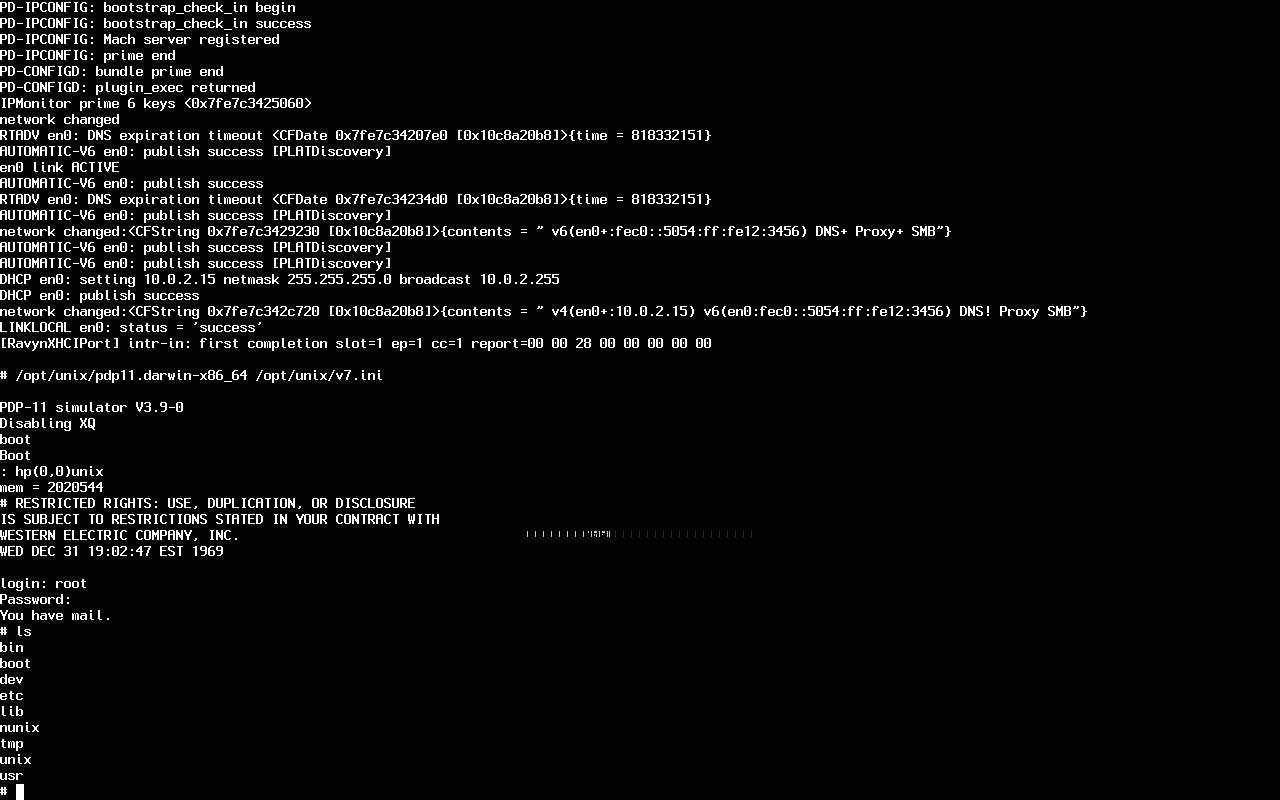 PD-IPCONFIG: bootstrap_check_in begin
PD-IPCONFIG: bootstrap_check_in success
PD-IPCONFIG: Mach server registered
PD-IPCONFIG: prime end
PD-CONFIGD: bundle prime end
PD-CONFIGD: plugin_exec returned
IPMonitor prime 6 keys <0x7fe7c3425060>
network changed
RTADV en0: DNS expiration timeout <CFDate 0x7fe7c34207e0 [0x10c8a20b8]>{time = 818332151}
AUTOMATIC-V6 en0: publish success [PLATDiscovery]
en0 link ACTIVE
AUTOMATIC-V6 en0: publish success
RTADV en0: DNS expiration timeout <CFDate 0x7fe7c34234d0 [0x10c8a20b8]>{time = 818332151}
AUTOMATIC-V6 en0: publish success [PLATDiscovery]
network changed:<CFString 0x7fe7c3429230 [0x10c8a20b8]>{contents = " v6(en0+:fec0::5054:ff:fe12:3456) DNS+ Proxy+ SMB"}
AUTOMATIC-V6 en0: publish success [PLATDiscovery]
AUTOMATIC-V6 en0: publish success [PLATDiscovery]
DHCP en0: setting 10.0.2.15 netmask 255.255.255.0 broadcast 10.0.2.255
DHCP en0: publish success
network changed:<CFString 0x7fe7c342c720 [0x10c8a20b8]>{contents = " v4(en0+:10.0.2.15) v6(en0:fec0::5054:ff:fe12:3456) DNS! Proxy SMB"}
LINKLOCAL en0: status = 'success'
[RavynXHCIPort] intr-in: first completion slot=1 ep=1 cc=1 report=00 00 28 00 00 00 00 00
# /opt/unix/pdp11.darwin-x86_64 /opt/unix/v7.ini
PDP-11 simulator V3.9-0
Disabling XQ
boot
Boot
: hp(0,0)unix
mem = 2020544
# RESTRICTED RIGHTS: USE, DUPLICATION, OR DISCLOSURE
IS SUBJECT TO RESTRICTIONS STATED IN YOUR CONTRACT WITH
WESTERN ELECTRIC COMPANY, INC.
WED DEC 31 19:02:47 EST 1969
login: root
Password:
You have mail.
# ls
bin
boot
dev
etc
lib
nunix
tmp
unix
usr
#